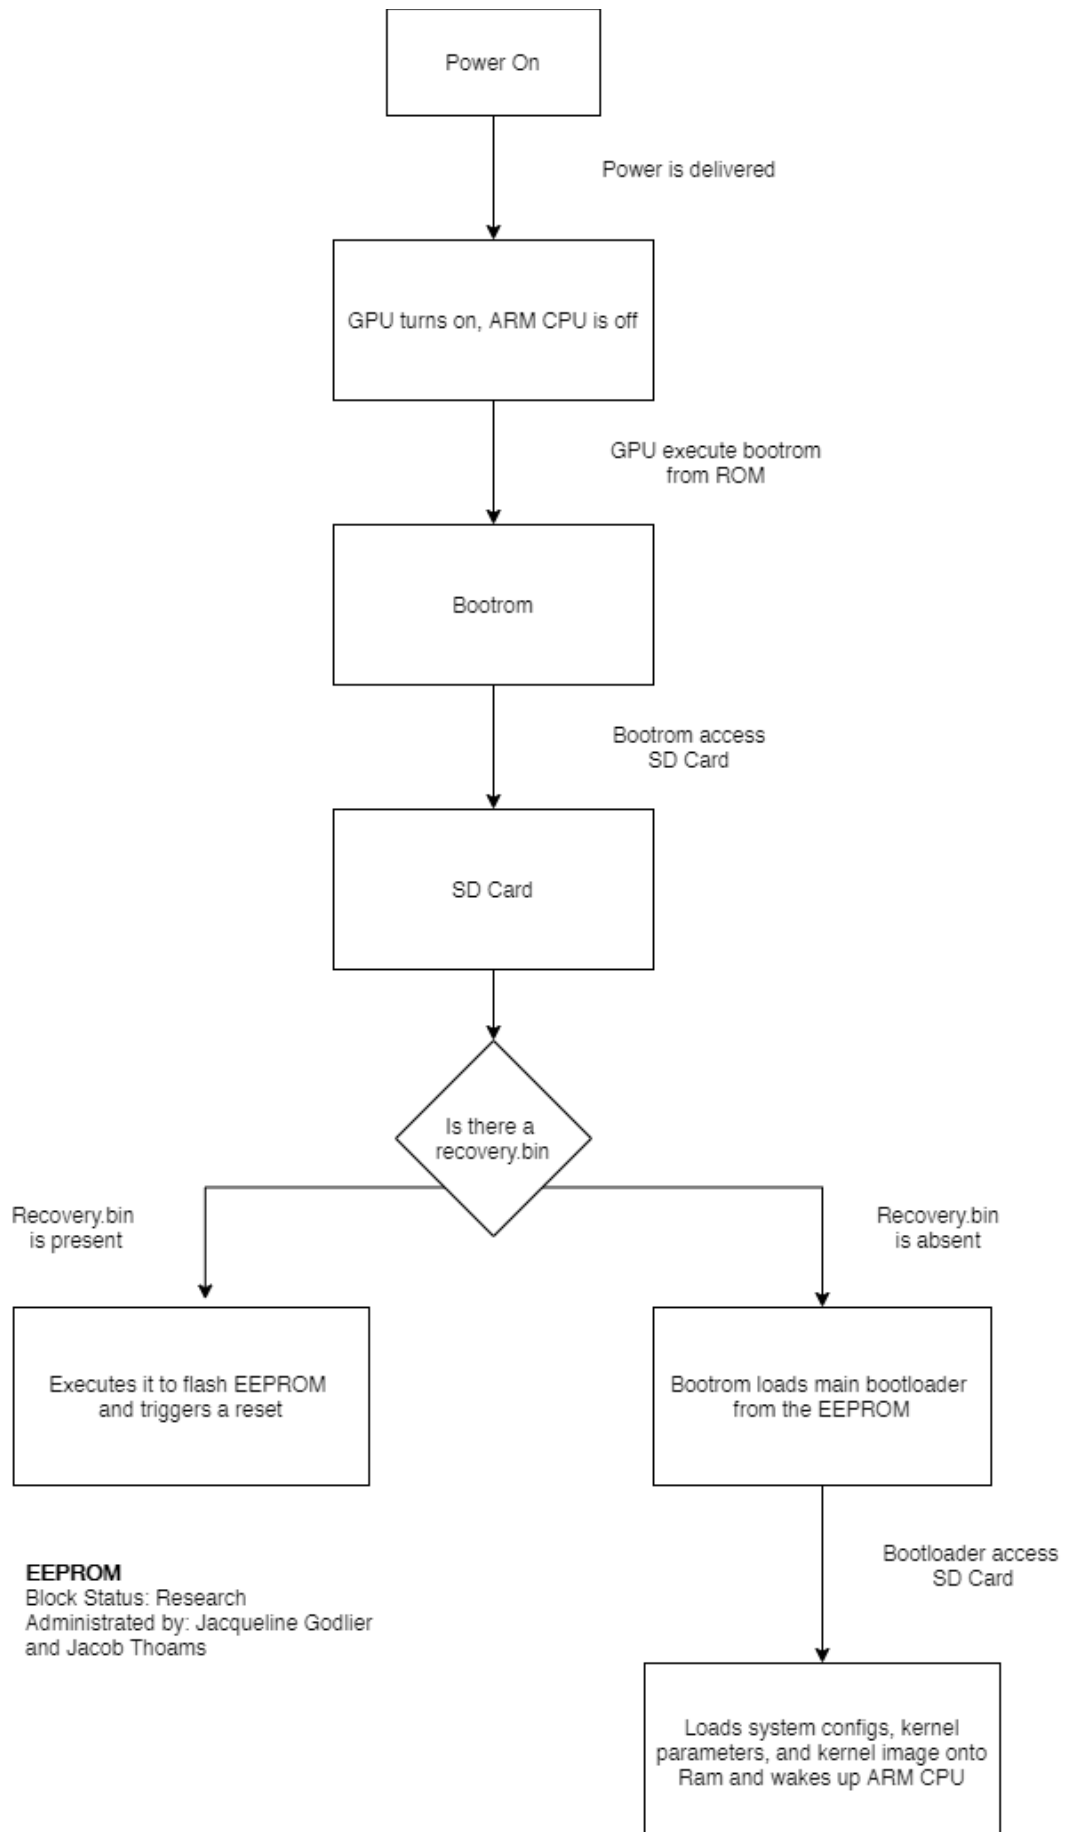 Power On
Power is delivered
GPU turns on, ARM CPU is off
GPU execute bootrom
from ROM
Bootrom
Bootrom access
SD Card
SD Card
Is there a
recovery.bin
Recovery.bin
is present
Recovery.bin
is absent
Executes it to flash EEPROM
and triggers a reset
Bootrom loads main bootloader
from the EEPROM
Bootloader access
SD Card
EEPROM
Block Status: Research
Administrated by: Jacqueline Godlier
and Jacob Thoams
Loads system configs, kernel
parameters, and kernel image onto
Ram and wakes up ARM CPU